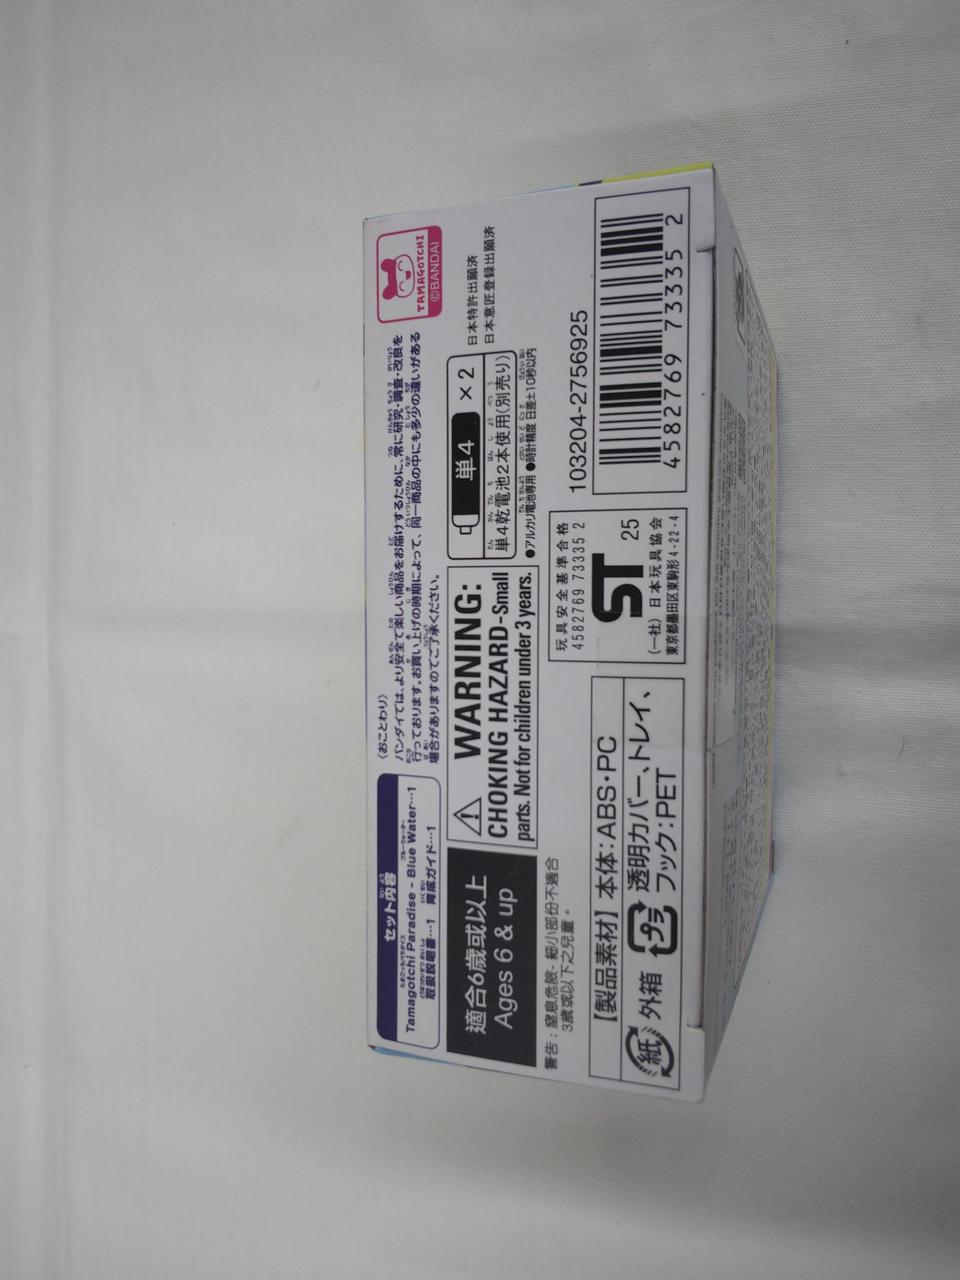 セット内容
Tamagotchi Paradise - Blue Water…1
取扱説明書…1 育成ガイド…1
〈おことわり〉
バンダイでは、より安全で楽しい商品をお届けするために、常に研究・調査・改良を
行っております。お買い上げの時期によって、同一商品の中にも多少の違いがある
場合がありますのでご了承ください。
TAMAGOTCHI
©BANDAI
適合6歳或以上
Ages 6 & up
WARNING:
CHOKING HAZARD-Small
parts. Not for children under 3 years.
単4 ×2
単4乾電池2本使用(別売り)
●アルカリ電池専用 ●時計精度 日差±10秒以内
日本特許出願済
日本意匠登録出願済
警告：窒息危險-細小部份不適合
3歲或以下之兒童。
【製品素材】本体：ABS・PC
紙 外箱 プラ 透明カバー、トレイ、
フック：PET
玩具安全基準合格
4582769 73335 2
ST 25
(一社) 日本玩具協会
東京都墨田区東駒形4-22-4
103204-2756925
4 582769 733352